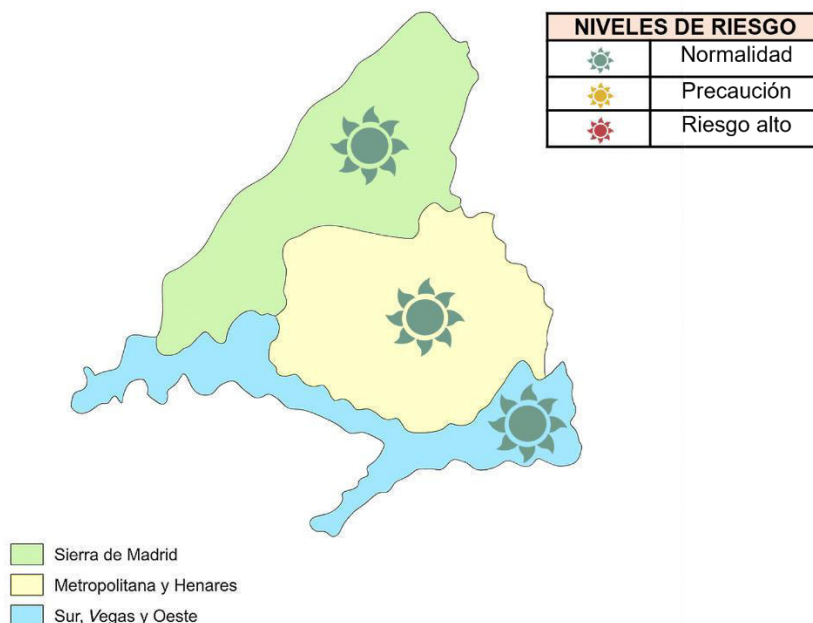 NIVELES DE RIESGO
Normalidad
Precaución
Riesgo alto
Sierra de Madrid
Metropolitana y Henares
Sur, Vegas y Oeste